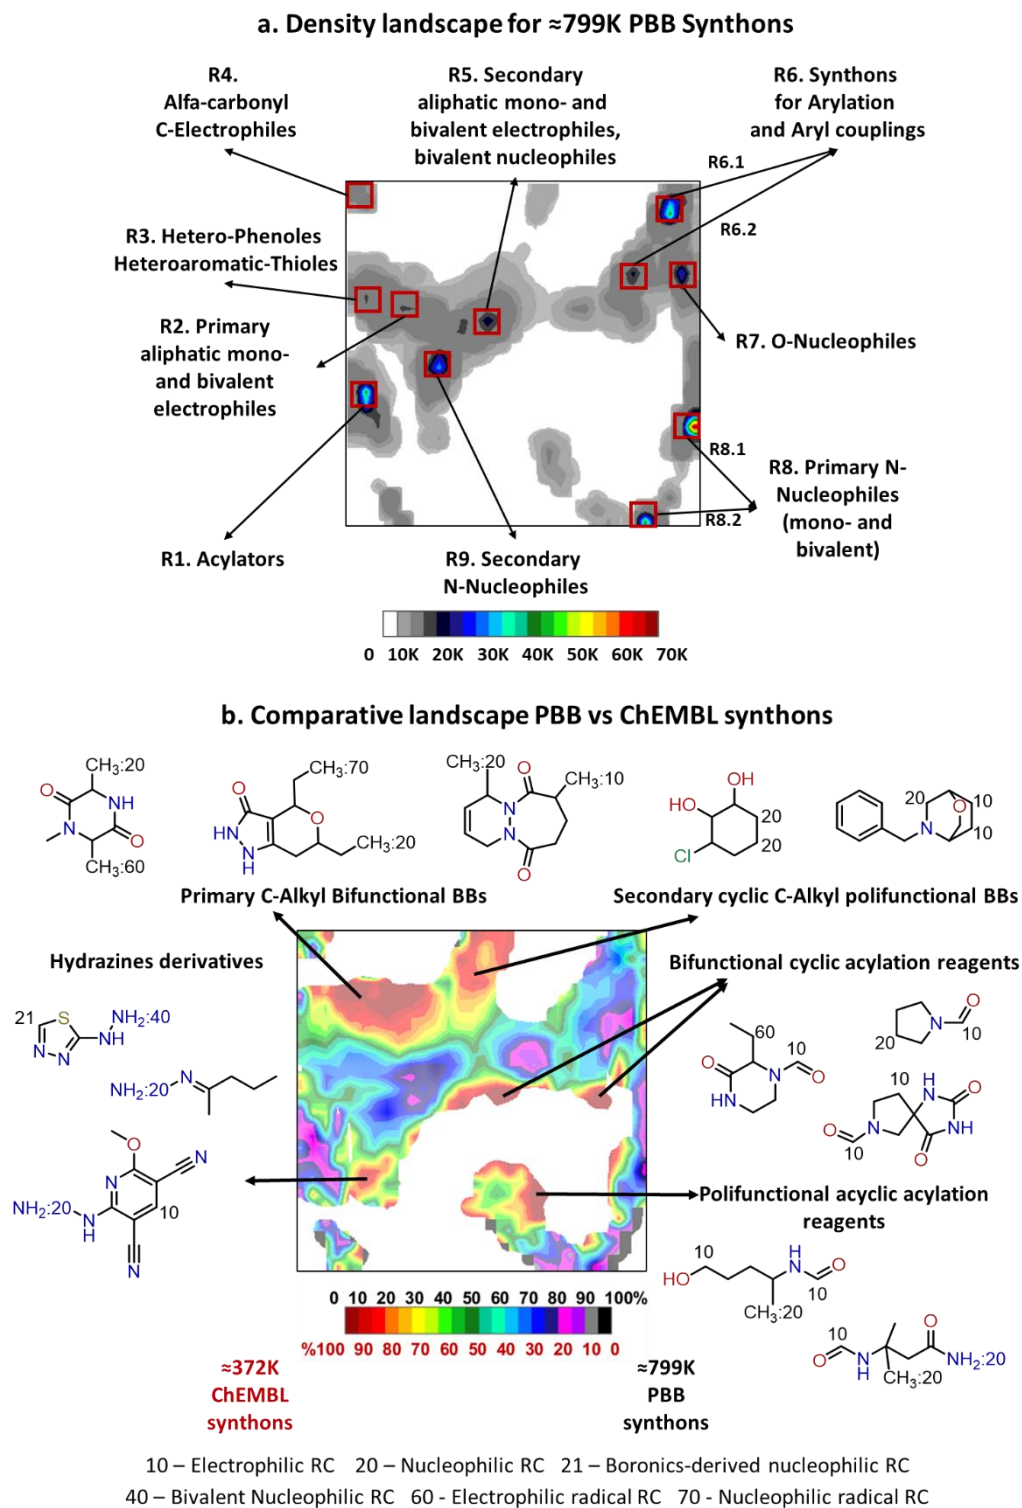 a. Density landscape for ≈799K PBB Synthons
R4.
Alfa-carbonyl
C-Electrophiles
R5. Secondary
aliphatic mono- and
bivalent electrophiles,
bivalent nucleophiles
R6. Synthons
for Arylation
and Aryl couplings
R6.1
R6.2
R3. Hetero-Phenoles
Heteroaromatic-Thioles
R2. Primary
aliphatic mono-
and bivalent
electrophiles
R7. O-Nucleophiles
R8.1
R8.2
R8. Primary N-
Nucleophiles
(mono- and
bivalent)
R1. Acylators
R9. Secondary
N-Nucleophiles
0 10K 20K 30K 40K 50K 60K 70K
b. Comparative landscape PBB vs ChEMBL synthons
CH3:20
O
NH
N
O
CH3:60
CH3:70
O
O
HN
N
H
CH3:20
CH3:20
O
CH3:10
N
N
O
OH
HO
20
20
Cl
20
O
10
N
10
Primary C-Alkyl Bifunctional BBs
Secondary cyclic C-Alkyl polifunctional BBs
Hydrazines derivatives
Bifunctional cyclic acylation reagents
21
S
NH2:40
N
N
N
H
NH2:20
N
O
N
N
NH2:20
N
H
10
N
O
N
20
10
60
10
O
N
O
HN
10
H
N
O
N
NH
O
10
O
Polifunctional acyclic acylation
reagents
10
H
N
O
HO
10
CH3:20
10
O
O
N
H
NH2:20
CH3:20
0 10 20 30 40 50 60 70 80 90 100%
%100 90 80 70 60 50 40 30 20 10 0
≈372K
ChEMBL
synthons
≈799K
PBB
synthons
10 – Electrophilic RC 20 – Nucleophilic RC 21 – Boronics-derived nucleophilic RC
40 – Bivalent Nucleophilic RC 60 - Electrophilic radical RC 70 - Nucleophilic radical RC